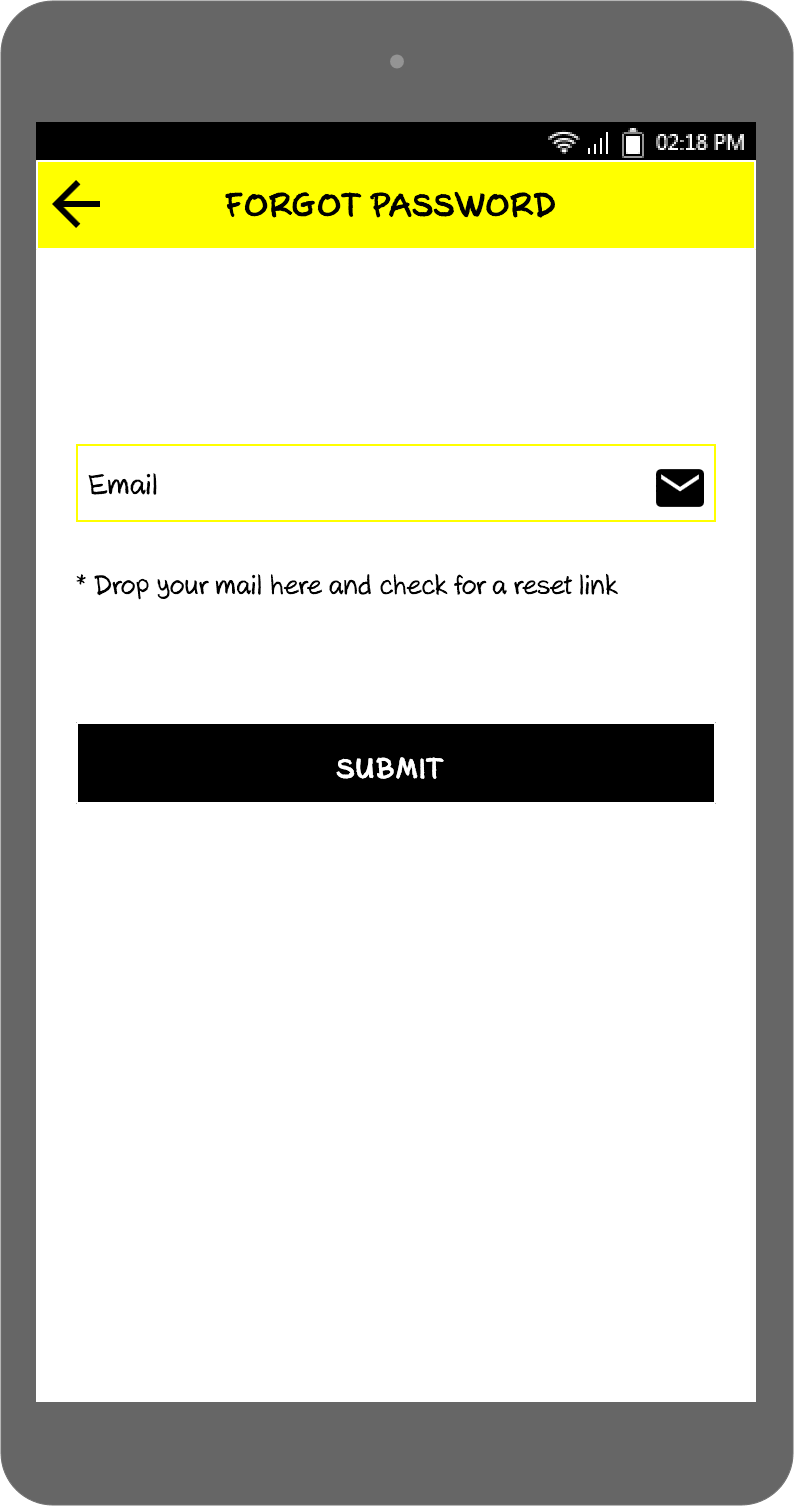 02:18 PM
FORGOT PASSWORD
Email
* Drop your mail here and check for a reset link
SUBMIT